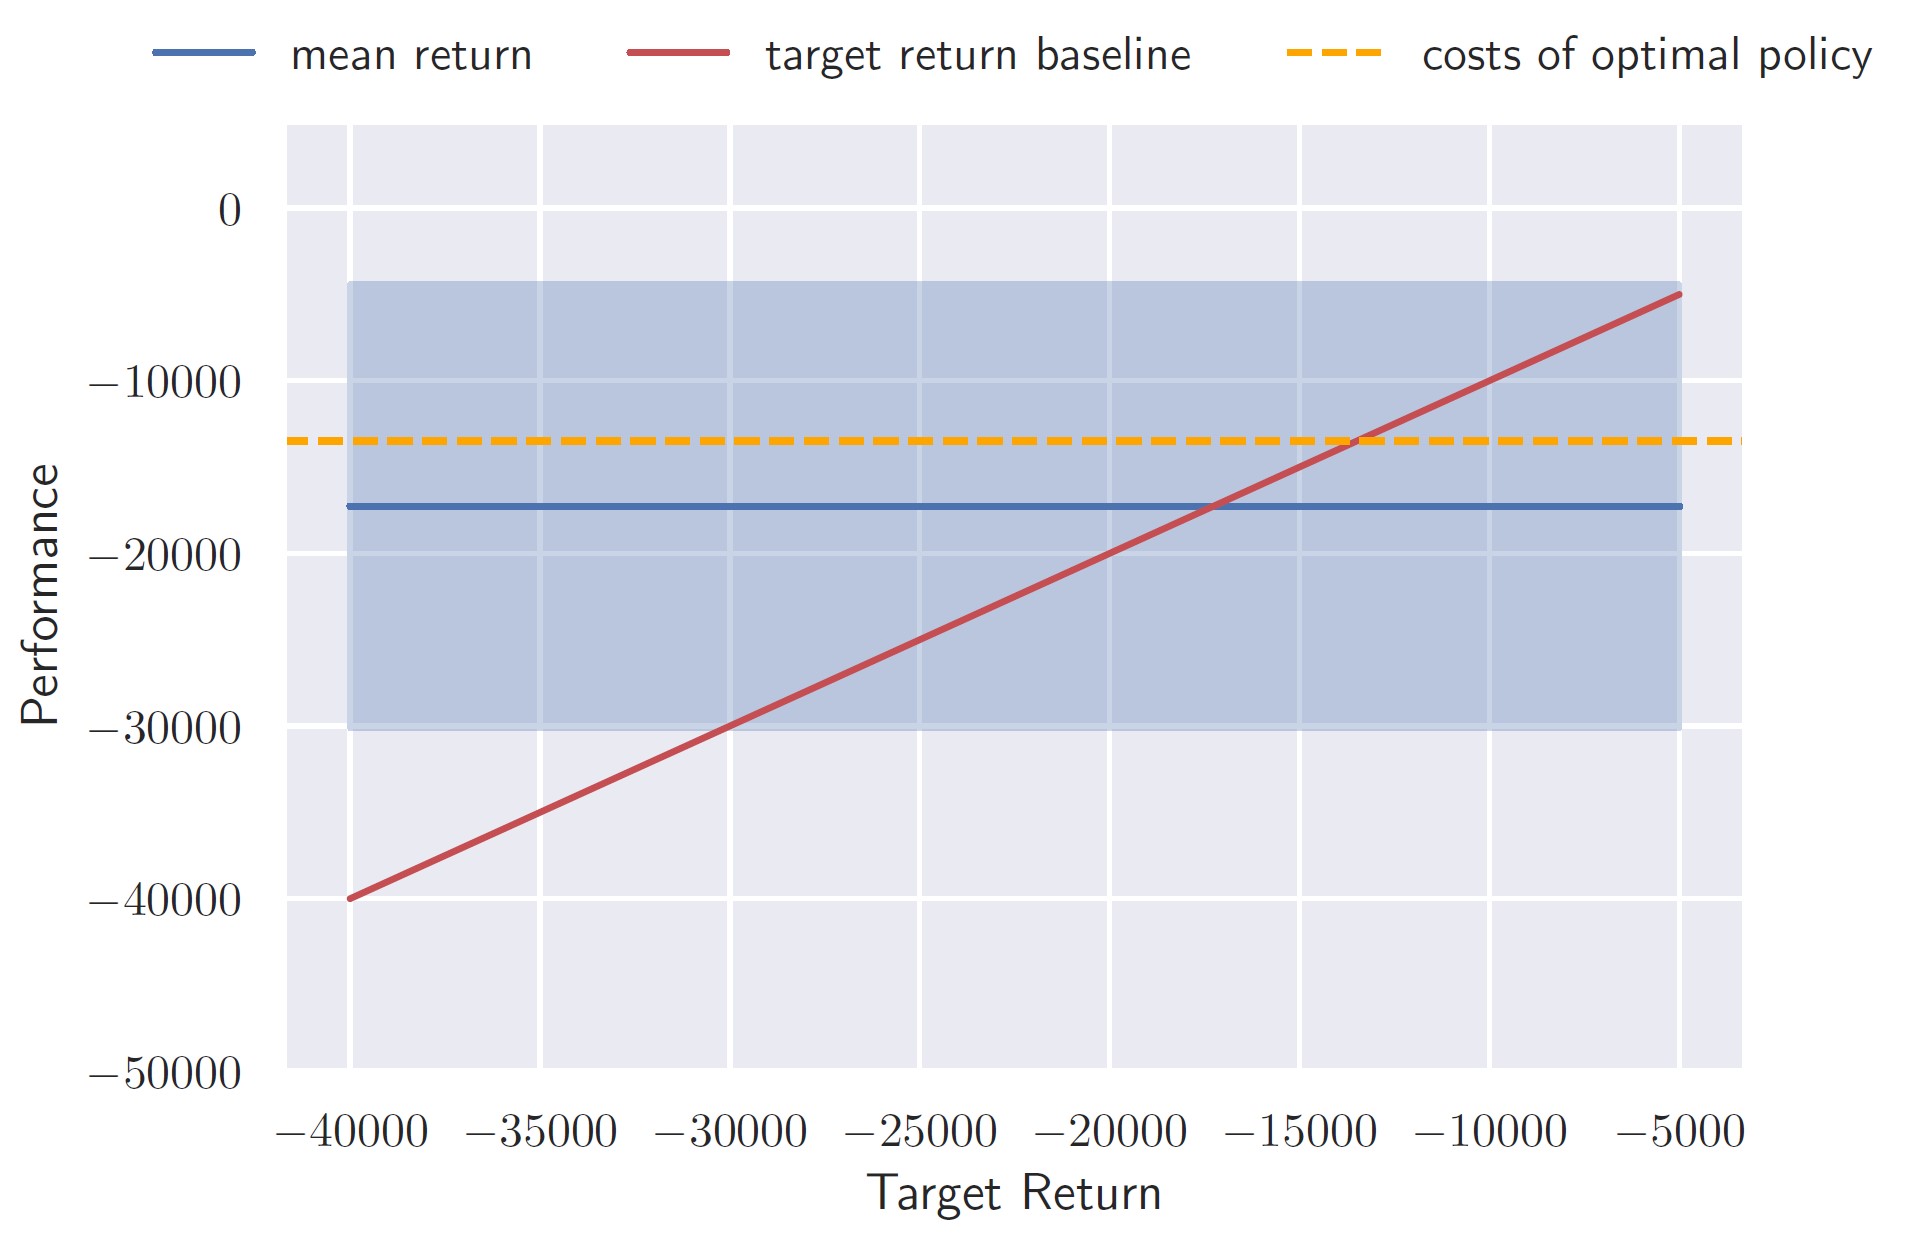 mean return target return baseline costs of optimal policy
Performance
0
−10000
−20000
−30000
−40000
−50000
−40000 −35000 −30000 −25000 −20000 −15000 −10000 −5000
Target Return